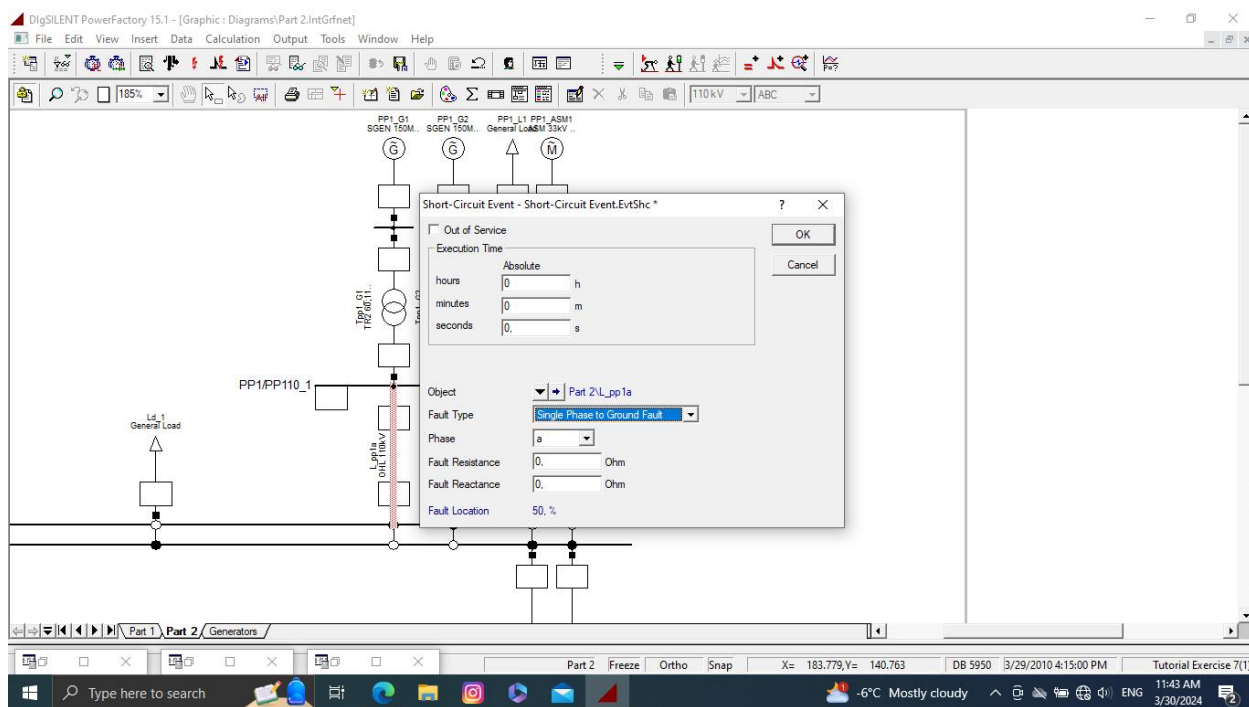 DIgSILENT PowerFactory 15.1 - [Graphic : Diagrams\Part 2.IntGrfnet]
File Edit View Insert Data Calculation Output Tools Window Help
185%
110 kV
ABC
PP1_G1
SGEN 150M..
PP1_G2
SGEN 150M..
PP1_L1
General Load
PP1_ASM1
ASM 33kV ..
Short-Circuit Event - Short-Circuit Event.EvtShc *
? X
Out of Service
OK
Execution Time
Cancel
Absolute
hours 0 h
minutes 0 m
seconds 0, s
Object Part 2\L_pp1a
Fault Type Single Phase to Ground Fault
Phase a
Fault Resistance 0, Ohm
Fault Reactance 0, Ohm
Fault Location 50, %
Tpp1_G1
TR2 60;11..
PP1/PP110_1
Ld_1
General Load
L_pp1a
OHL 110kV
Part 1 Part 2 Generators
Part 2 Freeze Ortho Snap X= 183.779,Y= 140.763 DB 5950 3/29/2010 4:15:00 PM Tutorial Exercise 7(1
Type here to search
-6°C Mostly cloudy
ENG
11:43 AM
3/30/2024
2